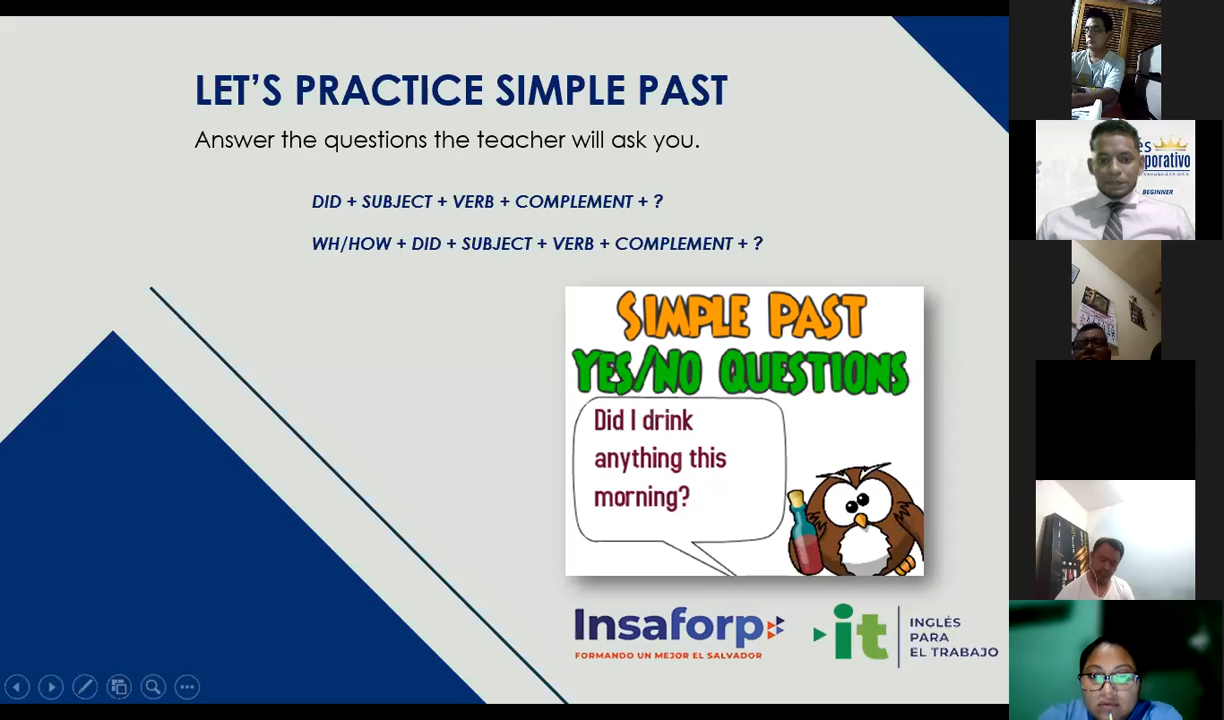 LET'S PRACTICE SIMPLE PAST
Answer the questions the teacher will ask you.
DID + SUBJECT + VERB + COMPLEMENT + ?
WH/HOW + DID + SUBJECT + VERB + COMPLEMENT + ?
SIMPLE PAST
YES/NO QUESTIONS
Did I drink
anything this
morning?
Insaforp
FORMANDO UN MEJOR EL SALVADOR
it
INGLÉS
PARA
EL TRABAJO
és
porativo
BEGINNER